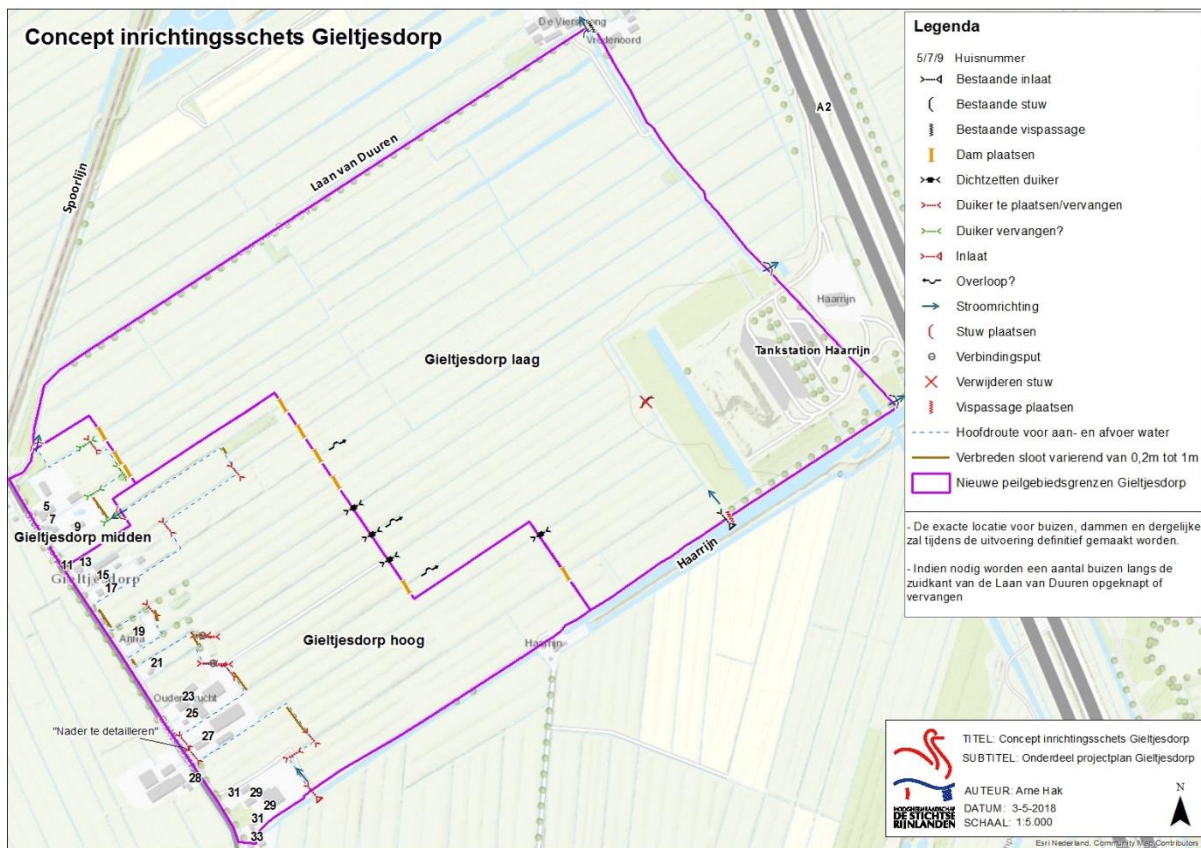 Concept inrichtingsschets Gieltjesdorp
Vredenoord
A2
Spoorlijn
Laan van Duuren
Haarrijn
Gieltjesdorp laag
Tankstation Haarrijn
5
7
9
Gieltjesdorp midden
11
13
Gieltjesdorp
15
17
19
21
Gieltjesdorp hoog
Haarrijn
Haarrijn
23
25
27
"Nader te detailleren"
28
31
29
29
31
33
Legenda
5/7/9 Huisnummer
Bestaande inlaat
Bestaande stuw
Bestaande vispassage
Dam plaatsen
Dichtzetten duiker
Duiker te plaatsen/vervangen
Duiker vervangen?
Inlaat
Overloop?
Stroomrichting
Stuw plaatsen
Verbindingsput
Verwijderen stuw
Vispassage plaatsen
Hoofdroute voor aan- en afvoer water
Verbreden sloot varierend van 0,2m tot 1m
Nieuwe peilgebiedsgrenzen Gieltjesdorp
- De exacte locatie voor buizen, dammen en dergelijke
zal tijdens de uitvoering definitief gemaakt worden.
- Indien nodig worden een aantal buizen langs de
zuidkant van de Laan van Duuren opgeknapt of
vervangen
TITEL: Concept inrichtingsschets Gieltjesdorp
SUBTITEL: Onderdeel projectplan Gieltjesdorp
AUTEUR: Arne Hak
DATUM: 3-5-2018
SCHAAL: 1:5.000
HOOGHEEMRAADSCHAP
DE STICHTSE
RIJNLANDEN
N
Esri Nederland, Community Map Contributors